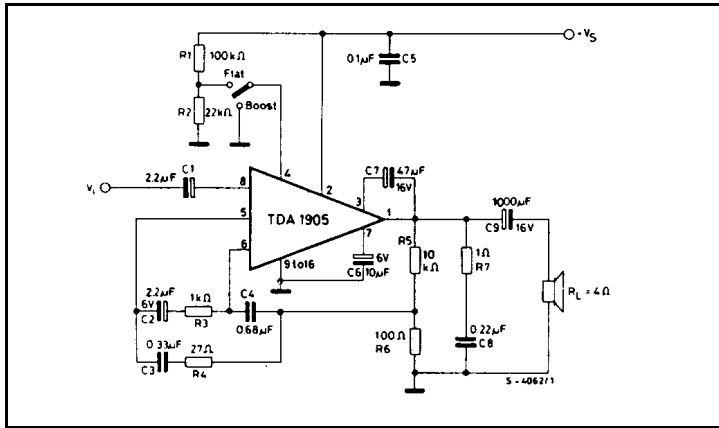 +VS
R1
100kΩ
0.1µF
C5
Flat
R2
22kΩ
Boost
C1
2.2µF
Vi
8
4
2
C7
47µF
16V
3
1
TDA 1905
5
7
6
9 to 16
6V
C6
10µF
R5
10
kΩ
1Ω
R7
1000µF
C9
16V
RL = 4Ω
2.2µF
6V
C2
1kΩ
R3
C4
0.68µF
0.33µF
C3
27Ω
R4
100Ω
R6
0.22µF
C8
S-4062/1